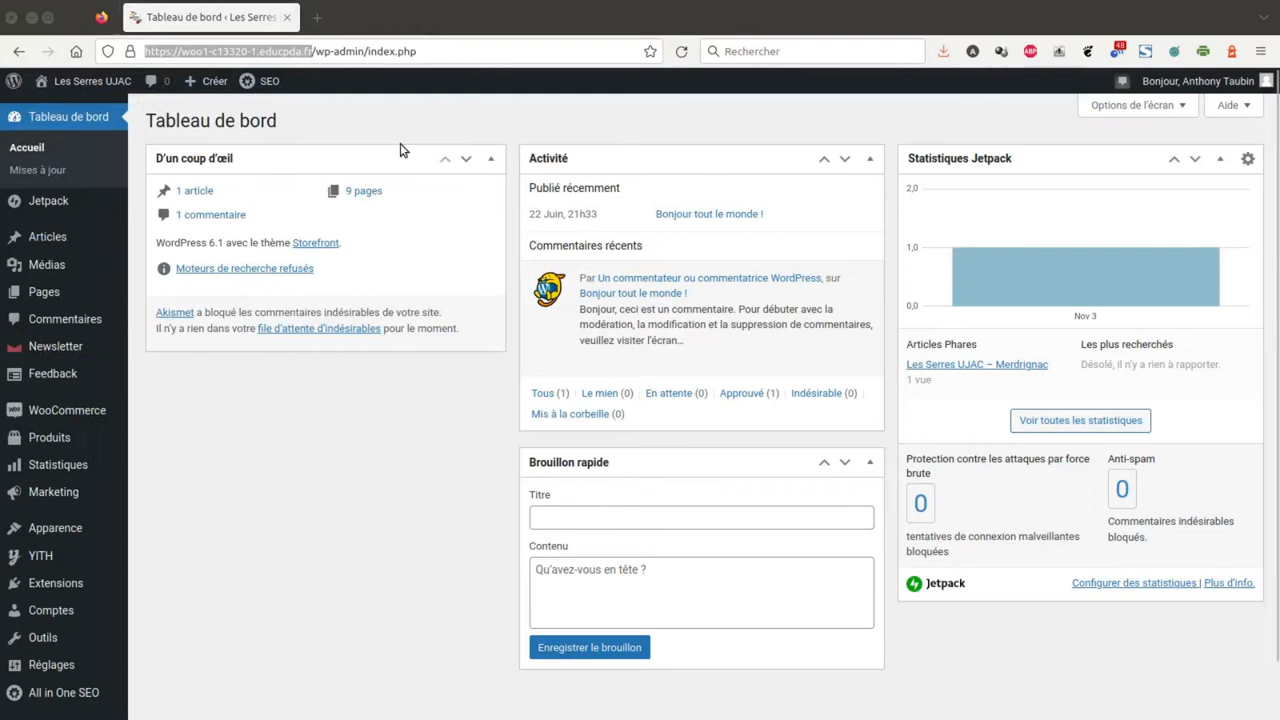 Tableau de bord ‹ Les Serres
https://woo1-c13320-1.educpda.fr/wp-admin/index.php
Rechercher
ABP
48
Les Serres UJAC
0
Créer
SEO
Bonjour, Anthony Taubin
Tableau de bord
Accueil
Mises à jour
Jetpack
Articles
Médias
Pages
Commentaires
Newsletter
Feedback
WooCommerce
Produits
Statistiques
Marketing
Apparence
YITH
Extensions
Comptes
Outils
Réglages
All in One SEO
Options de l'écran
Aide
Tableau de bord
D'un coup d'œil
1 article
9 pages
1 commentaire
WordPress 6.1 avec le thème Storefront.
Moteurs de recherche refusés
Akismet a bloqué les commentaires indésirables de votre site.
Il n'y a rien dans votre file d'attente d'indésirables pour le moment.
Activité
Publié récemment
22 Juin, 21h33
Bonjour tout le monde !
Commentaires récents
Par Un commentateur ou commentatrice WordPress, sur
Bonjour tout le monde !
Bonjour, ceci est un commentaire. Pour débuter avec la
modération, la modification et la suppression de commentaires,
veuillez visiter l'écran…
Tous (1) | Le mien (0) | En attente (0) | Approuvé (1) | Indésirable (0) |
Mis à la corbeille (0)
Brouillon rapide
Titre
Contenu
Qu'avez-vous en tête ?
Enregistrer le brouillon
Statistiques Jetpack
2,0
1,0
0,0
Nov 3
Articles Phares
Les Serres UJAC – Merdrignac
1 vue
Les plus recherchés
Désolé, il n'y a rien à rapporter.
Voir toutes les statistiques
Protection contre les attaques par force
brute
0
tentatives de connexion malveillantes
bloquées
Anti-spam
0
Commentaires indésirables
bloqués.
Jetpack
Configurer des statistiques | Plus d'info.